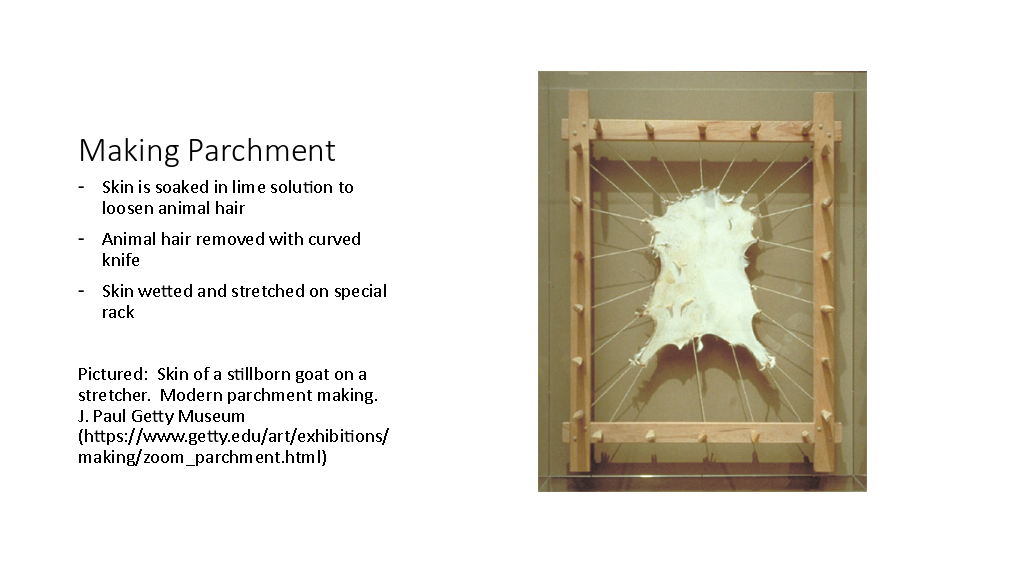 Making Parchment
- Skin is soaked in lime solution to
loosen animal hair
- Animal hair removed with curved
knife
- Skin wetted and stretched on special
rack
Pictured:  Skin of a stillborn goat on a
stretcher.  Modern parchment making.
J. Paul Getty Museum
(https://www.getty.edu/art/exhibitions/
making/zoom_parchment.html)